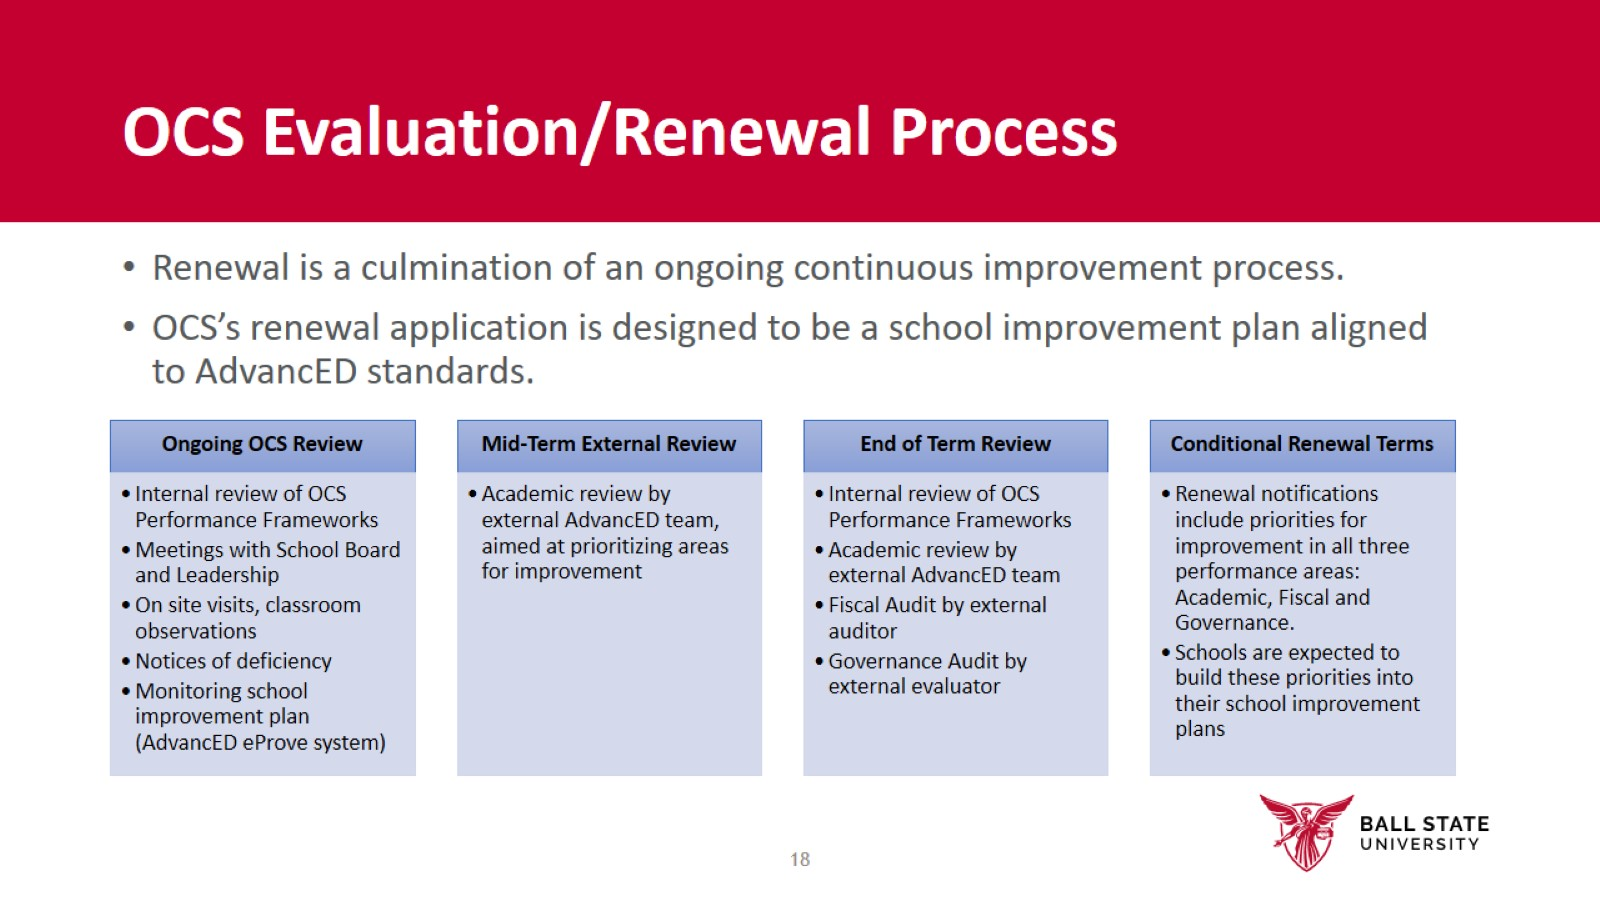 OCS Evaluation/Renewal Process
• Renewal is a culmination of an ongoing continuous improvement process.
• OCS’s renewal application is designed to be a school improvement plan aligned
to AdvancED standards.
Ongoing OCS Review
• Internal review of OCS
Performance Frameworks
• Meetings with School Board
and Leadership
• On site visits, classroom
observations
• Notices of deficiency
• Monitoring school
improvement plan
(AdvancED eProve system)
Mid-Term External Review
• Academic review by
external AdvancED team,
aimed at prioritizing areas
for improvement
End of Term Review
• Internal review of OCS
Performance Frameworks
• Academic review by
external AdvancED team
• Fiscal Audit by external
auditor
• Governance Audit by
external evaluator
Conditional Renewal Terms
• Renewal notifications
include priorities for
improvement in all three
performance areas:
Academic, Fiscal and
Governance.
• Schools are expected to
build these priorities into
their school improvement
plans
BALL STATE
UNIVERSITY
18